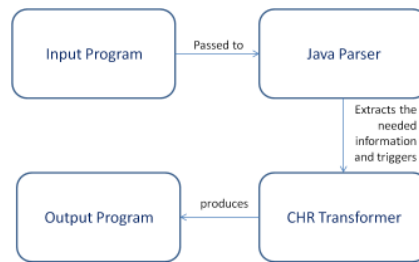 Input Program
Passed to
Java Parser
Extracts the
needed
information
and triggers
Output Program
produces
CHR Transformer